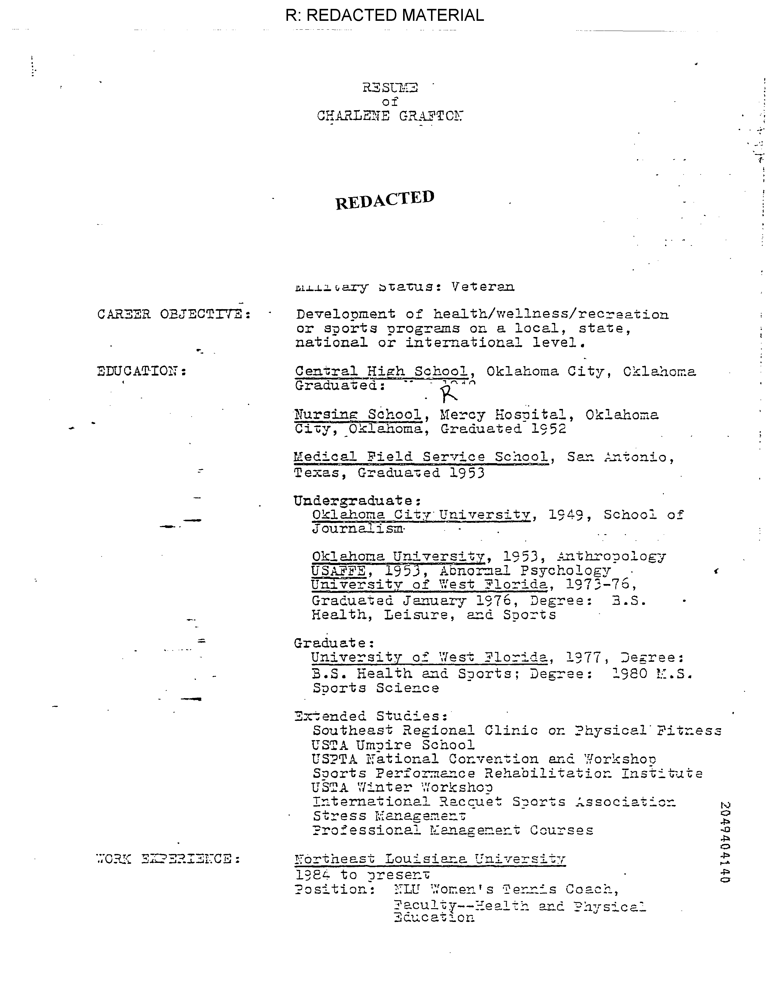 R: REDACTED MATERIAL
RESUME
of
CHARLENE GRAFTON
REDACTED
Military Status: Veteran
CAREER OBJECTIVE: Development of health/wellness/recreation
or sports programs on a local, state,
national or international level.
EDUCATION: Central High School, Oklahoma City, Oklahoma
Graduated:
R
Nursing School, Mercy Hospital, Oklahoma
City, Oklahoma, Graduated 1952
Medical Field Service School, San Antonio,
Texas, Graduated 1953
Undergraduate:
Oklahoma City University, 1949, School of
Journalism
Oklahoma University, 1953, Anthropology
USAFFE, 1953, Abnormal Psychology
University of West Florida, 1973-76,
Graduated January 1976, Degree: B.S.
Health, Leisure, and Sports
Graduate:
University of West Florida, 1977, Degree:
B.S. Health and Sports; Degree: 1980 M.S.
Sports Science
Extended Studies:
Southeast Regional Clinic on Physical Fitness
USTA Umpire School
USPTA National Convention and Workshop
Sports Performance Rehabilitation Institute
USTA Winter Workshop
International Racquet Sports Association
Stress Management
Professional Management Courses
WORK EXPERIENCE: Northeast Louisiana University
1984 to present
Position: NLU Women's Tennis Coach,
Faculty--Health and Physical
Education
2049404140